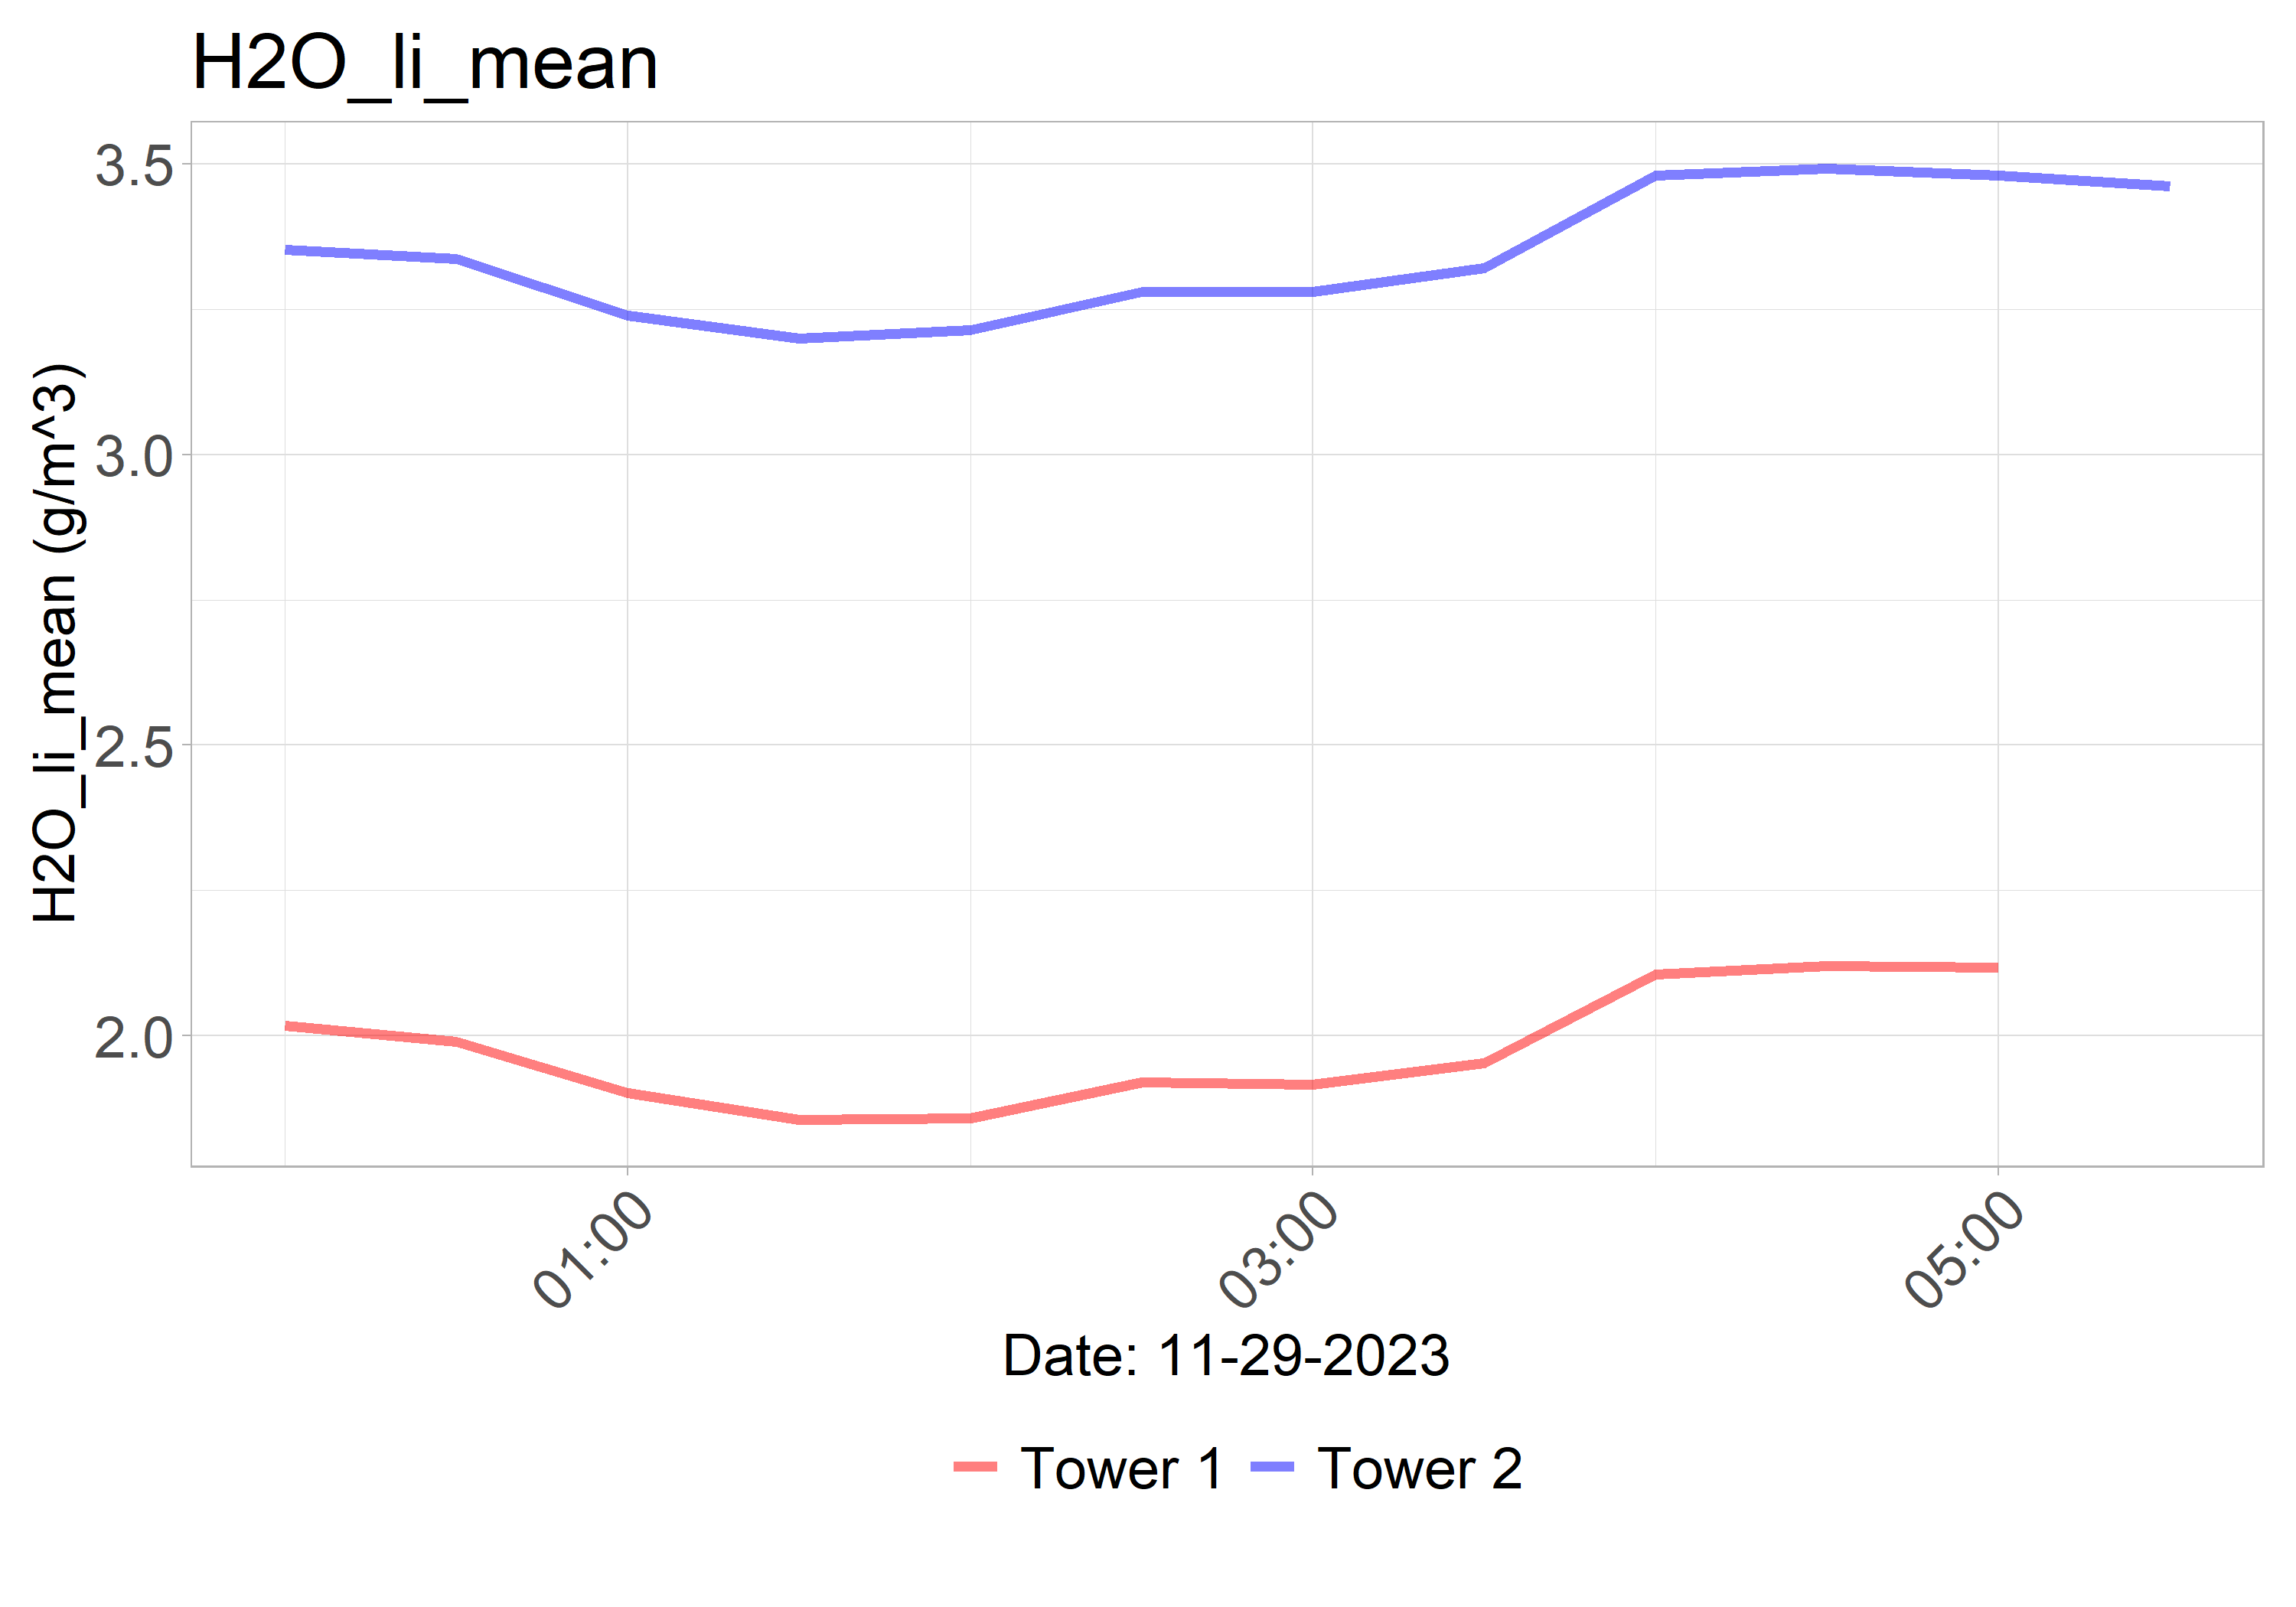 H2O_li_mean
H2O_li_mean (g/m^3)
3.5
3.0
2.5
2.0
01:00
03:00
05:00
Date: 11-29-2023
Tower 1
Tower 2